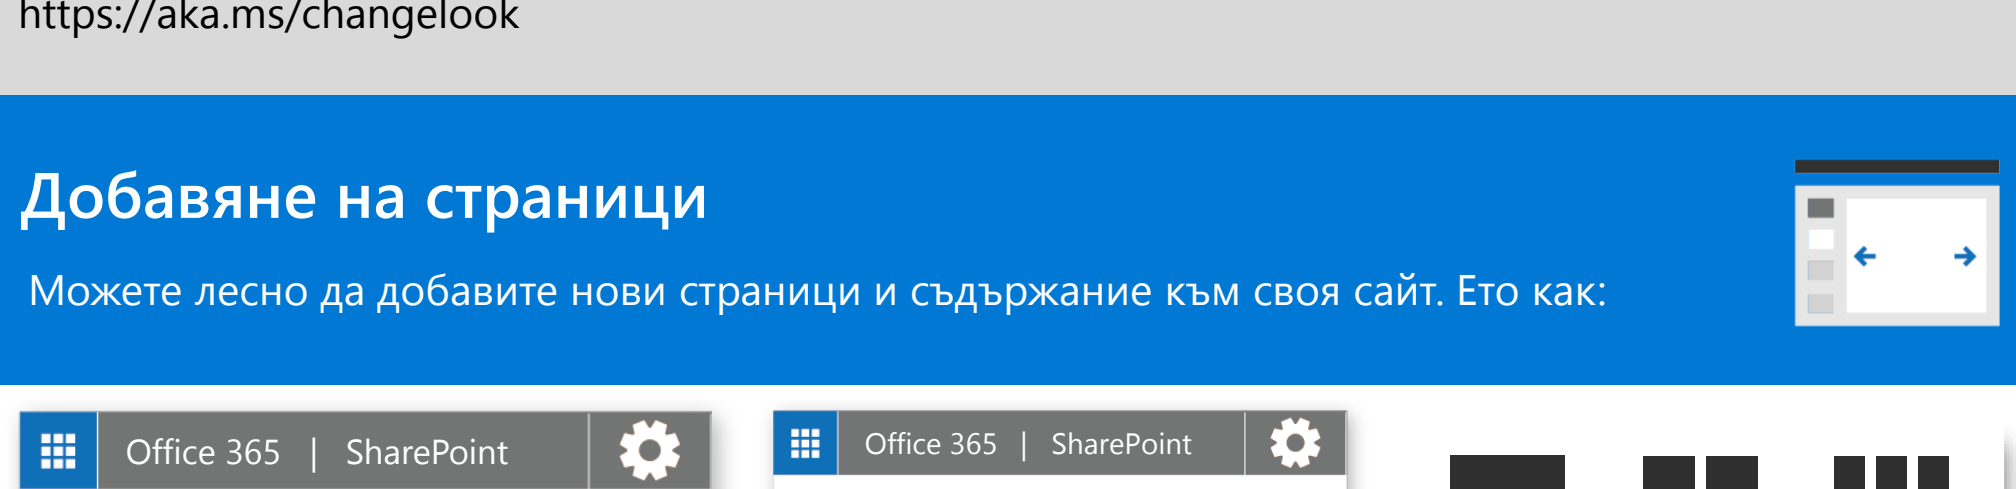 https://aka.ms/changelook
Добавяне на страници
Можете лесно да добавите нови страници и съдържание към своя сайт. Ето как:
Office 365 | SharePoint
Office 365 | SharePoint